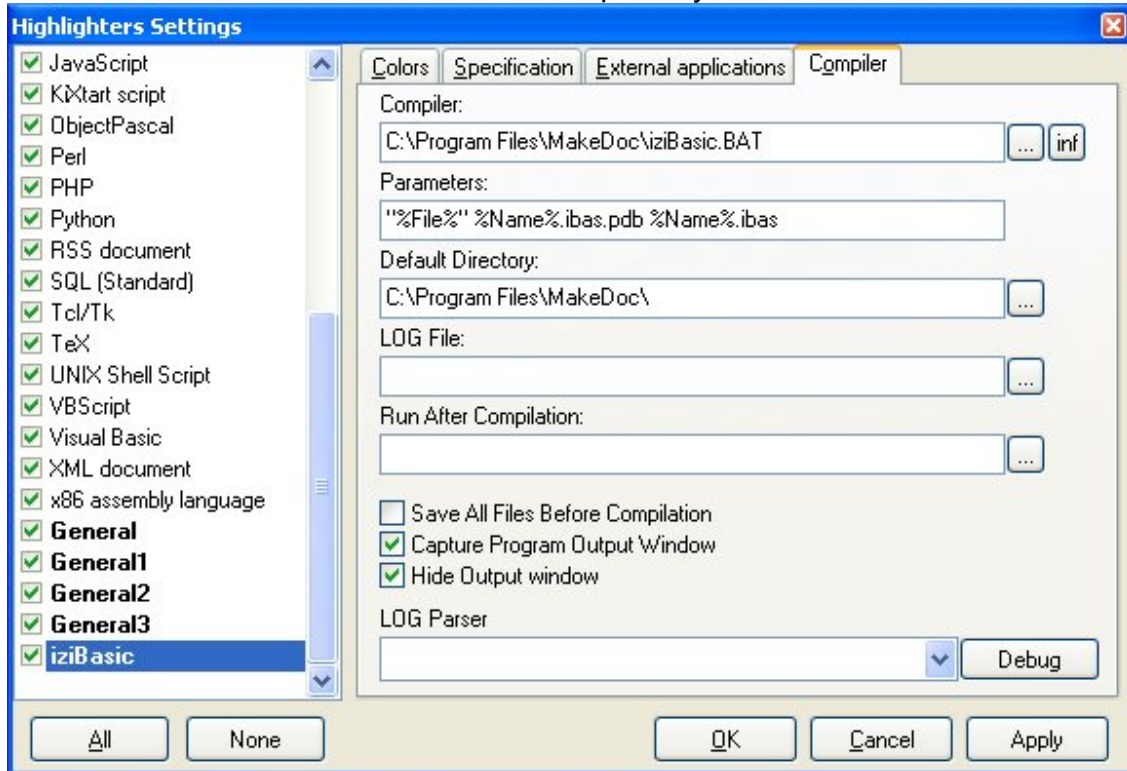 Highlighters Settings
JavaScript
KiXtart script
ObjectPascal
Perl
PHP
Python
RSS document
SQL (Standard)
Tcl/Tk
TeX
UNIX Shell Script
VBScript
Visual Basic
XML document
x86 assembly language
General
General1
General2
General3
iziBasic
All None
Colors Specification External applications Compiler
Compiler:
C:\Program Files\MakeDoc\iziBasic.BAT ... inf
Parameters:
"%File%" %Name%.ibas.pdb %Name%.ibas
Default Directory:
C:\Program Files\MakeDoc\ ...
LOG File:
...
Run After Compilation:
...
Save All Files Before Compilation
Capture Program Output Window
Hide Output window
LOG Parser
Debug
OK Cancel Apply